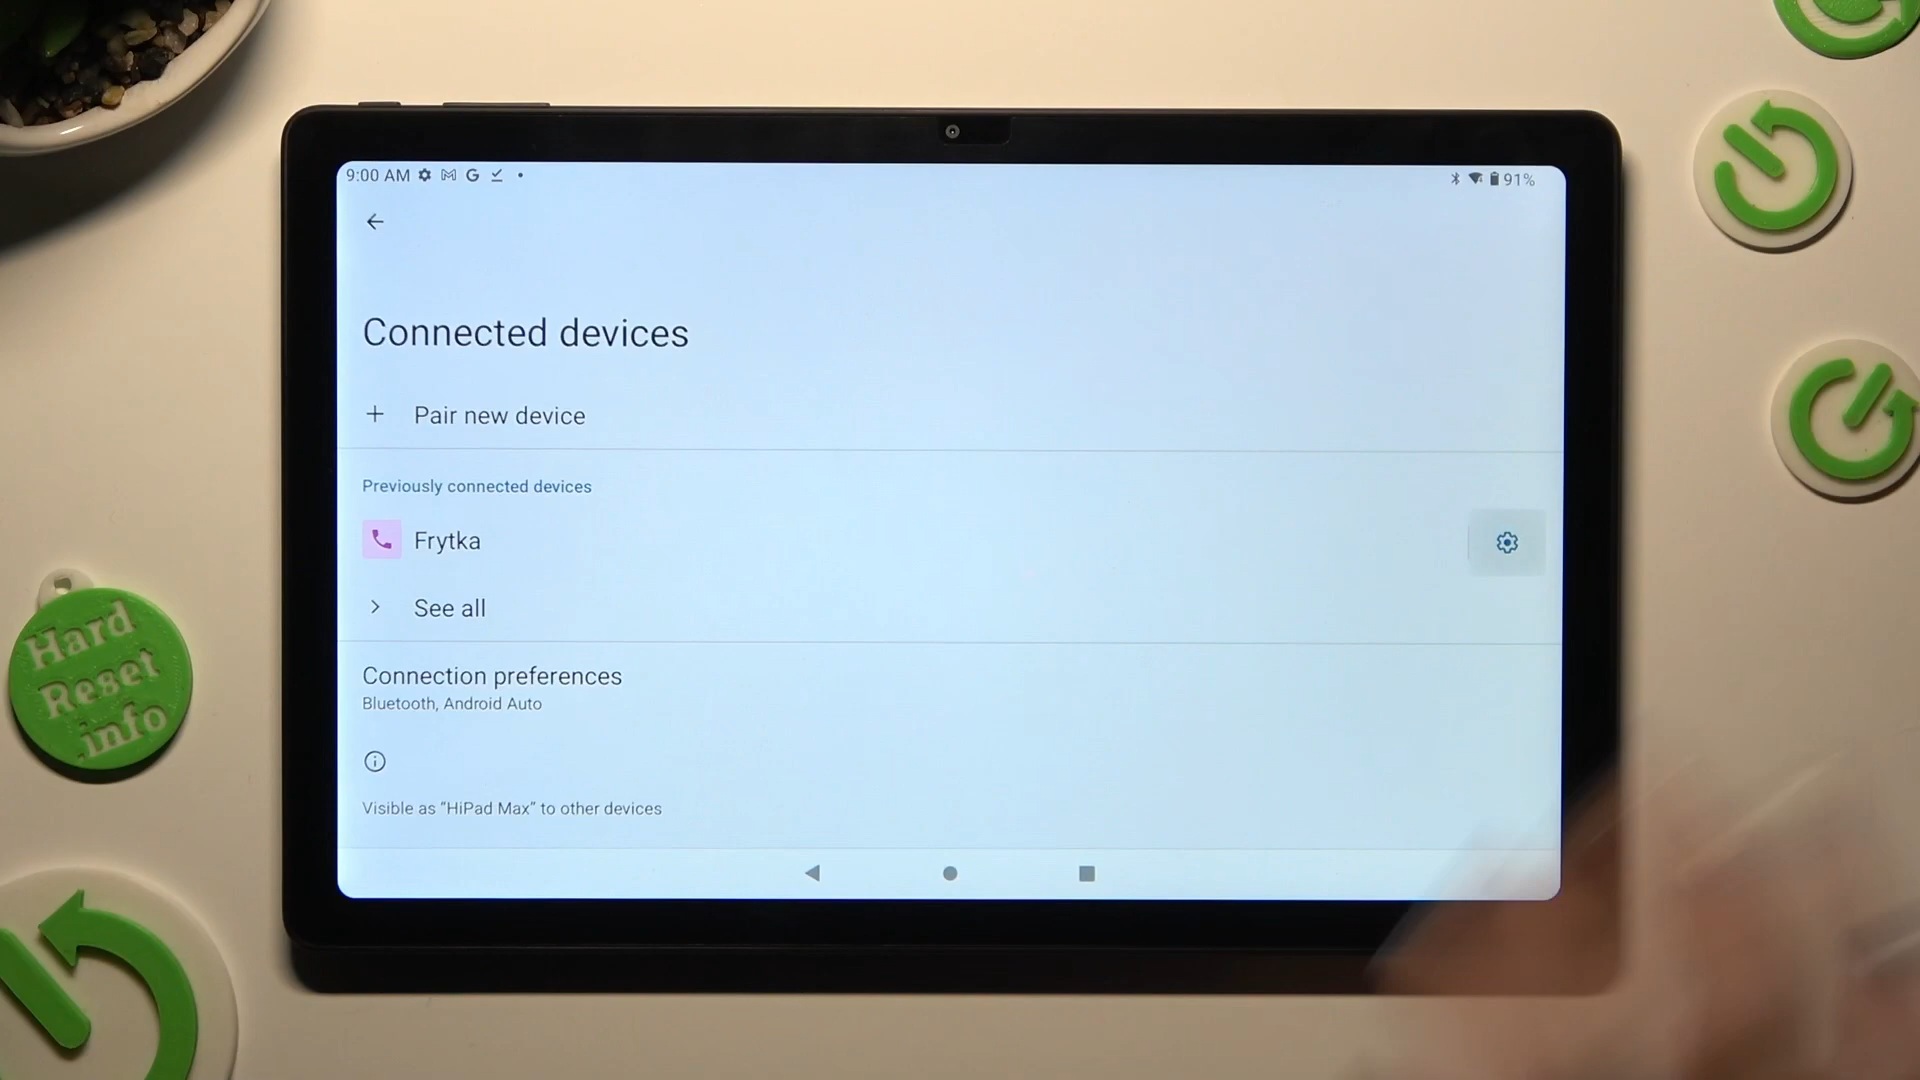 9:00 AM
91%
Connected devices
+ Pair new device
Previously connected devices
Frytka
See all
Connection preferences
Bluetooth, Android Auto
Visible as “HiPad Max” to other devices
Hard
Reset
.info